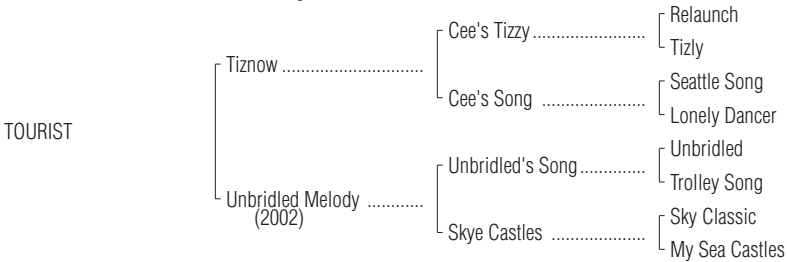 Relaunch
Cee's Tizzy ........................
Tizly
Tiznow ..............................
Seattle Song
Cee's Song ......................
Lonely Dancer
TOURIST
Unbridled
Unbridled's Song..............
Trolley Song
Unbridled Melody ............
(2002)
Sky Classic
Skye Castles ....................
My Sea Castles